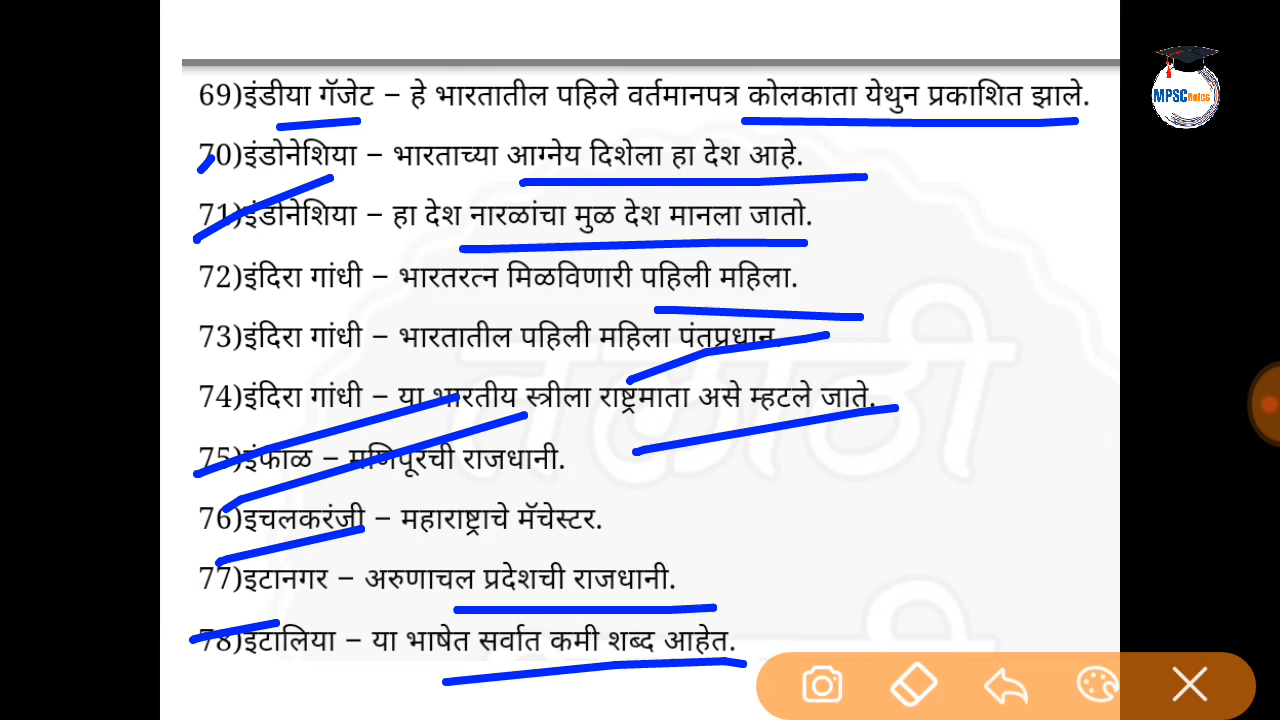 69)इंडीया गॅजेट – हे भारतातील पहिले वर्तमानपत्र कोलकाता येथुन प्रकाशित झाले.
70)इंडोनेशिया – भारताच्या आग्नेय दिशेला हा देश आहे.
71)इंडोनेशिया – हा देश नारळांचा मुळ देश मानला जातो.
72)इंदिरा गांधी – भारतरत्न मिळविणारी पहिली महिला.
73)इंदिरा गांधी – भारतातील पहिली महिला पंतप्रधान.
74)इंदिरा गांधी – या भारतीय स्त्रीला राष्ट्रमाता असे म्हटले जाते.
75)इंफाळ – मणिपूरची राजधानी.
76)इचलकरंजी – महाराष्ट्राचे मॅचेस्टर.
77)इटानगर – अरुणाचल प्रदेशची राजधानी.
78)इटालिया – या भाषेत सर्वात कमी शब्द आहेत.
MPSC Notes
तलाठी